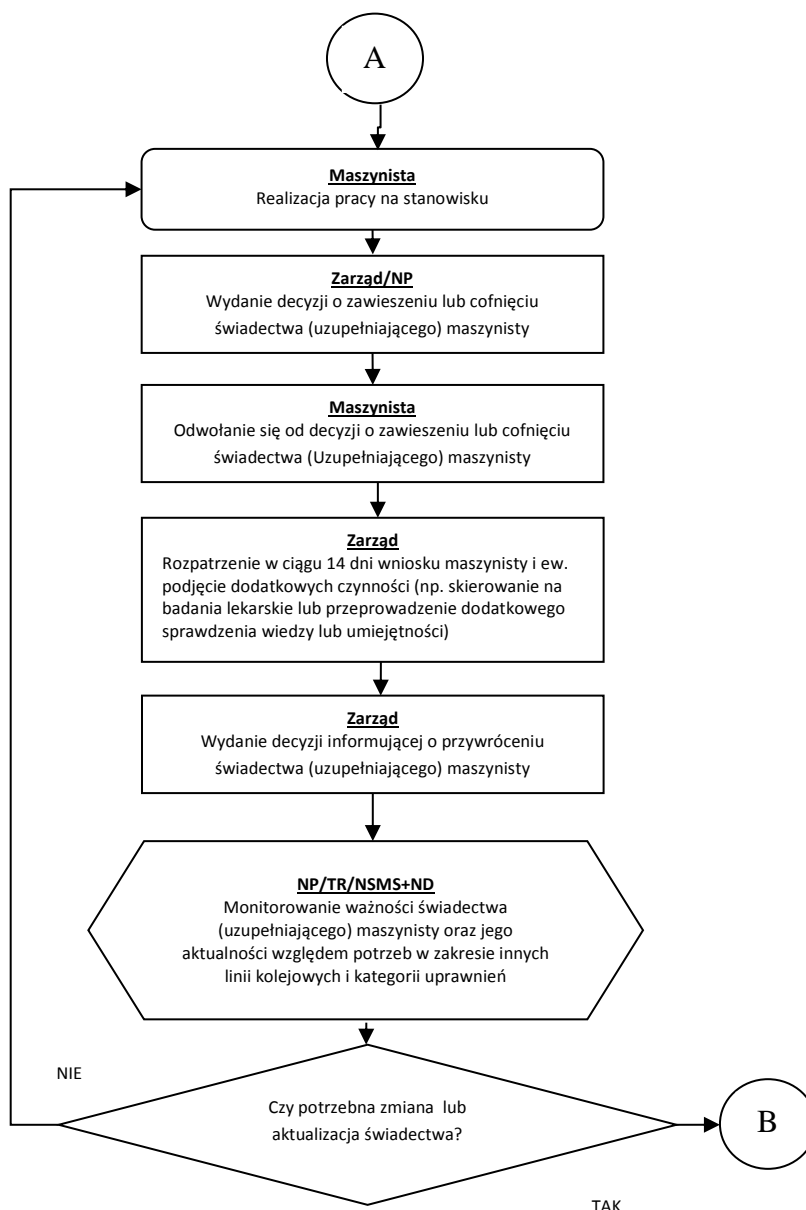 A
Maszynista
Realizacja pracy na stanowisku
Zarząd/NP
Wydanie decyzji o zawieszeniu lub cofnięciu
świadectwa (uzupełniającego) maszynisty
Maszynista
Odwołanie się od decyzji o zawieszeniu lub cofnięciu
świadectwa (Uzupełniającego) maszynisty
Zarząd
Rozpatrzenie w ciągu 14 dni wniosku maszynisty i ew.
podjęcie dodatkowych czynności (np. skierowanie na
badania lekarskie lub przeprowadzenie dodatkowego
sprawdzenia wiedzy lub umiejętności)
Zarząd
Wydanie decyzji informującej o przywróceniu
świadectwa (uzupełniającego) maszynisty
NP/TR/NSMS+ND
Monitorowanie ważności świadectwa
(uzupełniającego) maszynisty oraz jego
aktualności względem potrzeb w zakresie innych
linii kolejowych i kategorii uprawnień
NIE
Czy potrzebna zmiana lub
aktualizacja świadectwa?
B
TAK